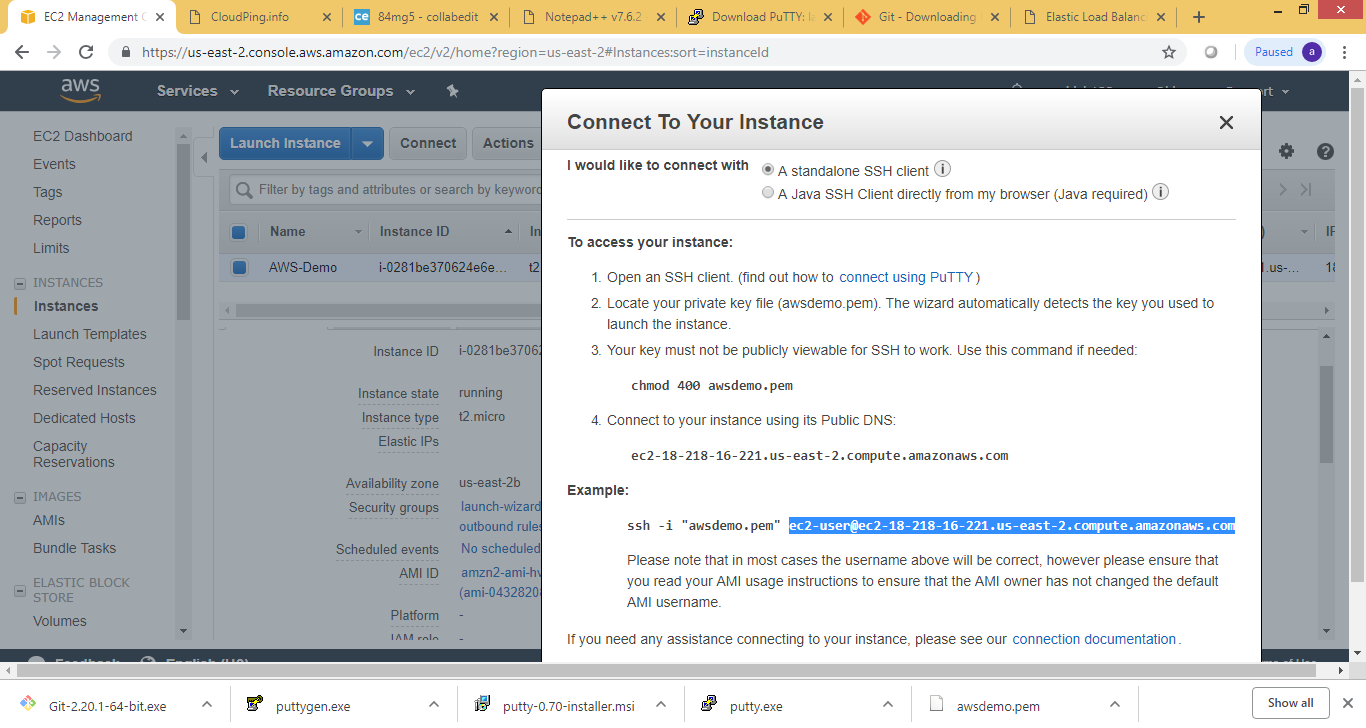 EC2 Management C
CloudPing.info
ce 84mg5 - collabedit
Notepad++ v7.6.2
Download PuTTY: la
Git - Downloading
Elastic Load Balanc
https://us-east-2.console.aws.amazon.com/ec2/v2/home?region=us-east-2#Instances:sort=instanceId
Paused a
aws Services Resource Groups
EC2 Dashboard
Events
Tags
Reports
Limits
INSTANCES
Instances
Launch Templates
Spot Requests
Reserved Instances
Dedicated Hosts
Capacity
Reservations
IMAGES
AMIs
Bundle Tasks
ELASTIC BLOCK
STORE
Volumes
Launch Instance Connect Actions
Filter by tags and attributes or search by keyword
Name Instance ID
AWS-Demo i-0281be370624e6e... t2
Instance ID i-0281be37062
Instance state running
Instance type t2.micro
Elastic IPs
Availability zone us-east-2b
Security groups launch-wizard
outbound rules
Scheduled events No scheduled
AMI ID amzn2-ami-hv
(ami-0432820
Platform -
IAM role -
Connect To Your Instance
I would like to connect with A standalone SSH client
A Java SSH Client directly from my browser (Java required)
To access your instance:
1. Open an SSH client. (find out how to connect using PuTTY )
2. Locate your private key file (awsdemo.pem). The wizard automatically detects the key you used to
launch the instance.
3. Your key must not be publicly viewable for SSH to work. Use this command if needed:
chmod 400 awsdemo.pem
4. Connect to your instance using its Public DNS:
ec2-18-218-16-221.us-east-2.compute.amazonaws.com
Example:
ssh -i "awsdemo.pem" ec2-user@ec2-18-218-16-221.us-east-2.compute.amazonaws.com
Please note that in most cases the username above will be correct, however please ensure that
you read your AMI usage instructions to ensure that the AMI owner has not changed the default
AMI username.
If you need any assistance connecting to your instance, please see our connection documentation .
Git-2.20.1-64-bit.exe
puttygen.exe
putty-0.70-installer.msi
putty.exe
awsdemo.pem
Show all